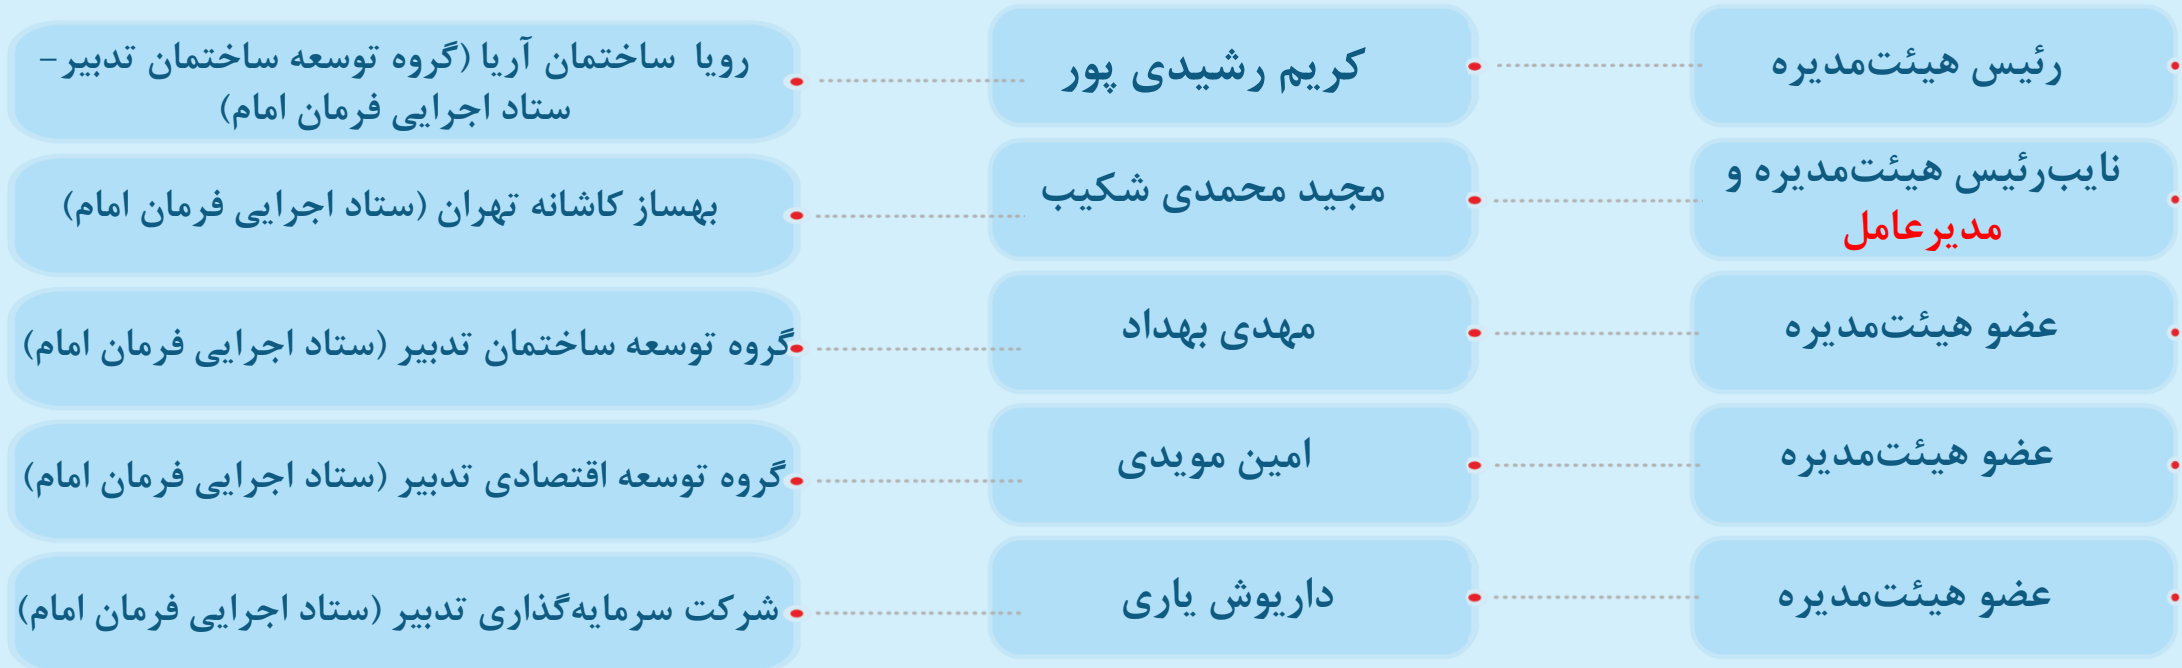 رئیس هیئت‌مدیره
کریم رشیدی پور
رویا ساختمان آریا (گروه توسعه ساختمان تدبیر-
ستاد اجرایی فرمان امام)
نایب‌رئیس هیئت‌مدیره و
مدیرعامل
مجید محمدی شکیب
بهساز کاشانه تهران (ستاد اجرایی فرمان امام)
عضو هیئت‌مدیره
مهدی بهداد
گروه توسعه ساختمان تدبیر (ستاد اجرایی فرمان امام)
عضو هیئت‌مدیره
امین مویدی
گروه توسعه اقتصادی تدبیر (ستاد اجرایی فرمان امام)
عضو هیئت‌مدیره
داریوش یاری
شرکت سرمایه‌گذاری تدبیر (ستاد اجرایی فرمان امام)